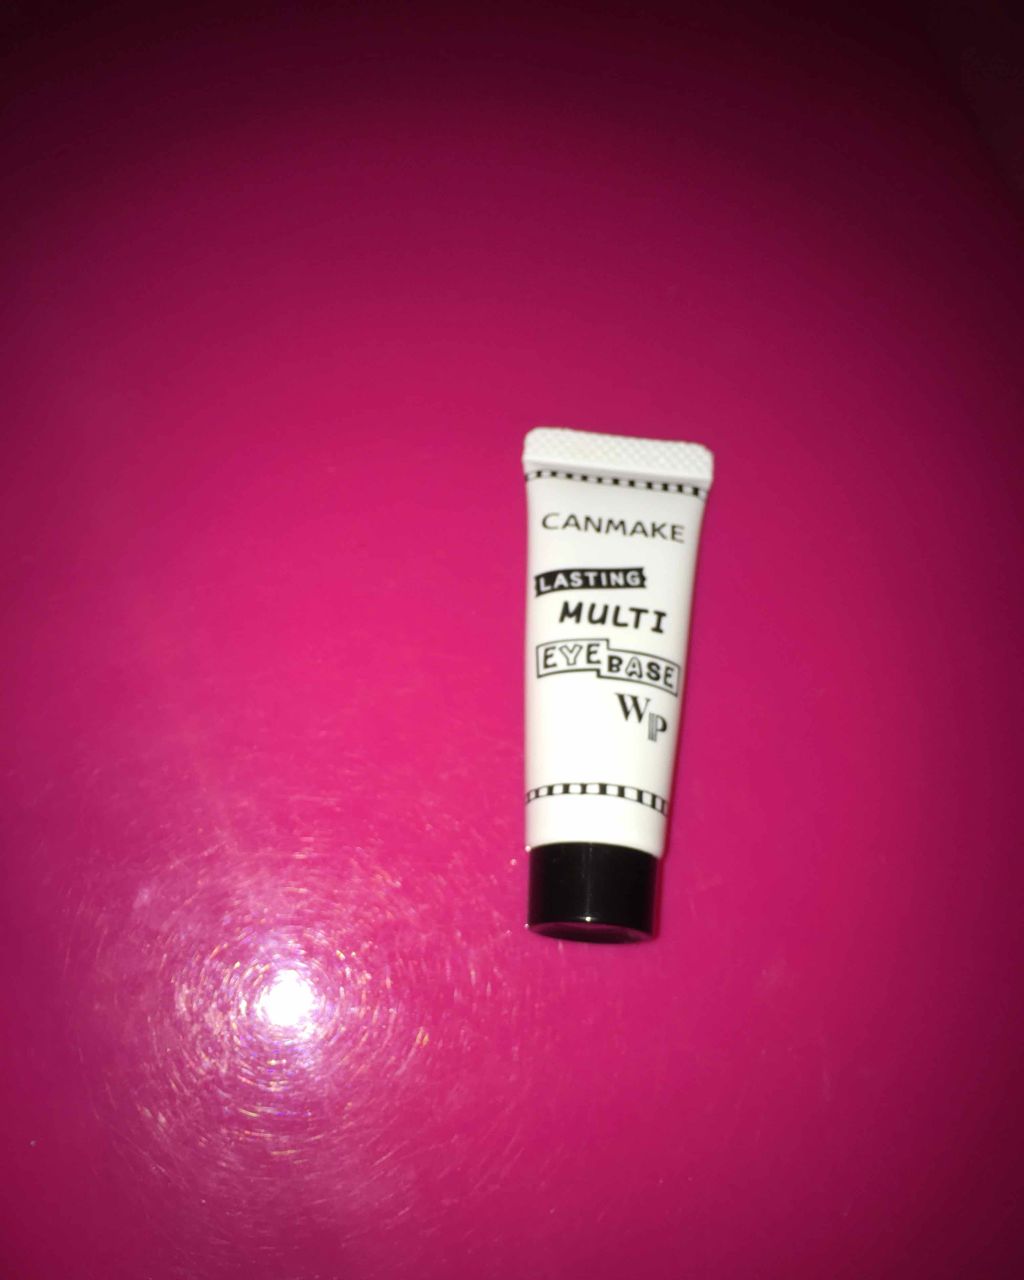 CANMAKE
LASTING
MULTI
EYE BASE
WP